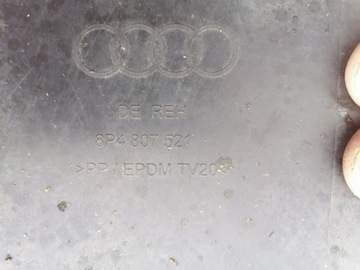 DE REH
8P4 807 521
>PP / EPDM TV20<